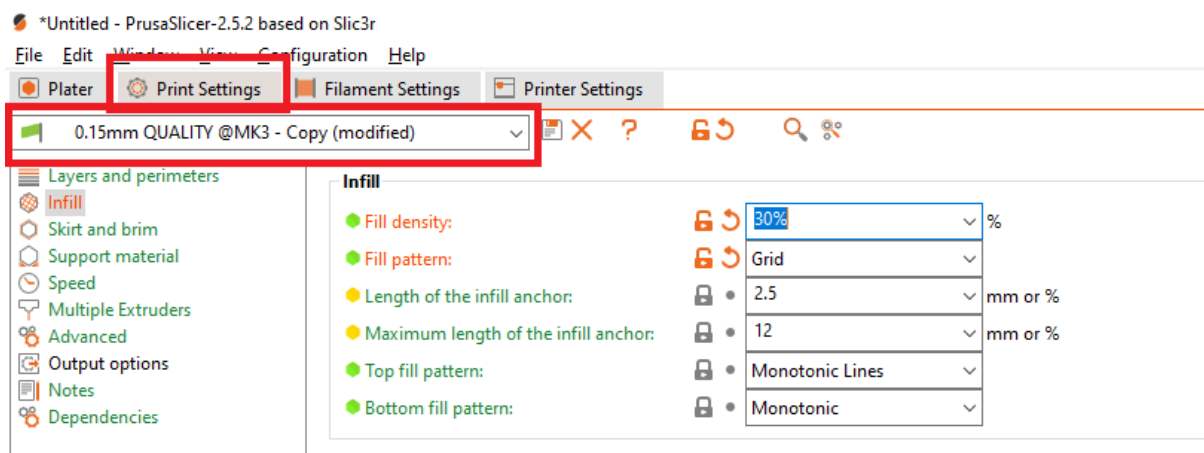 *Untitled - PrusaSlicer-2.5.2 based on Slic3r
File Edit Window View Configuration Help
Plater Print Settings Filament Settings Printer Settings
0.15mm QUALITY @MK3 - Copy (modified)
?
Layers and perimeters
Infill
Skirt and brim
Support material
Speed
Multiple Extruders
Advanced
Output options
Notes
Dependencies
Infill
Fill density: 30% %
Fill pattern: Grid
Length of the infill anchor: 2.5 mm or %
Maximum length of the infill anchor: 12 mm or %
Top fill pattern: Monotonic Lines
Bottom fill pattern: Monotonic